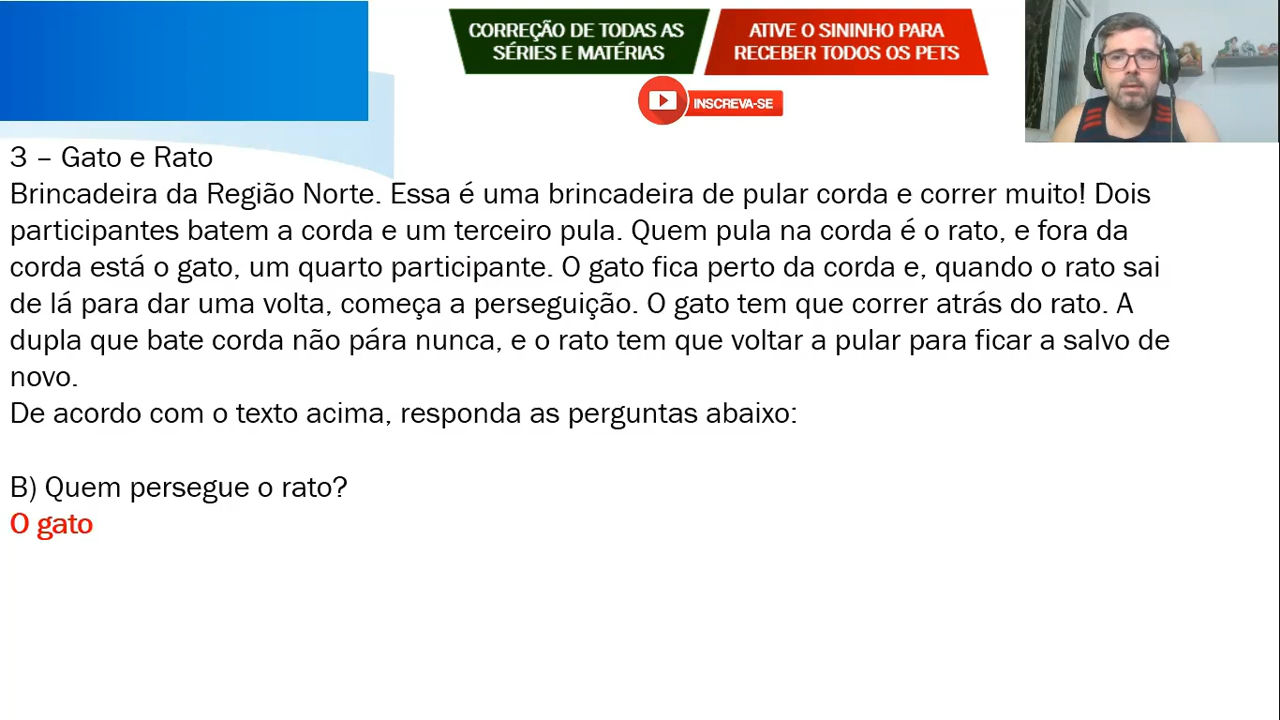 CORREÇÃO DE TODAS AS
SÉRIES E MATÉRIAS
ATIVE O SININHO PARA
RECEBER TODOS OS PETS
INSCREVA-SE
3 – Gato e Rato
Brincadeira da Região Norte. Essa é uma brincadeira de pular corda e correr muito! Dois
participantes batem a corda e um terceiro pula. Quem pula na corda é o rato, e fora da
corda está o gato, um quarto participante. O gato fica perto da corda e, quando o rato sai
de lá para dar uma volta, começa a perseguição. O gato tem que correr atrás do rato. A
dupla que bate corda não pára nunca, e o rato tem que voltar a pular para ficar a salvo de
novo.
De acordo com o texto acima, responda as perguntas abaixo:
B) Quem persegue o rato?
O gato